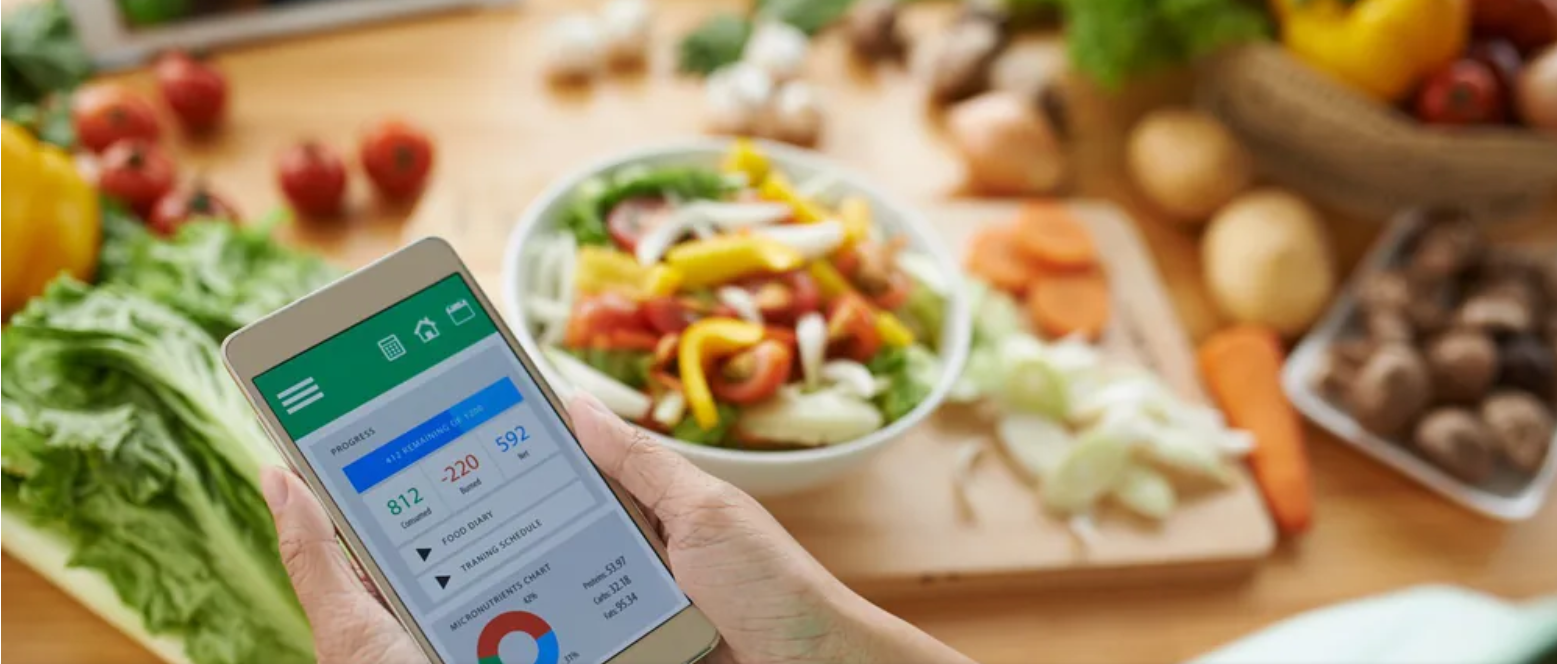 PROGRESS
412 REMAINING OF 1200
812 -220 592
Consumed Burned Net
FOOD DIARY
TRANING SCHEDULE
MICRONUTRIENTS CHART
42%
Proteins: 53.97
Carbs: 32.18
Fats: 95.34
31%